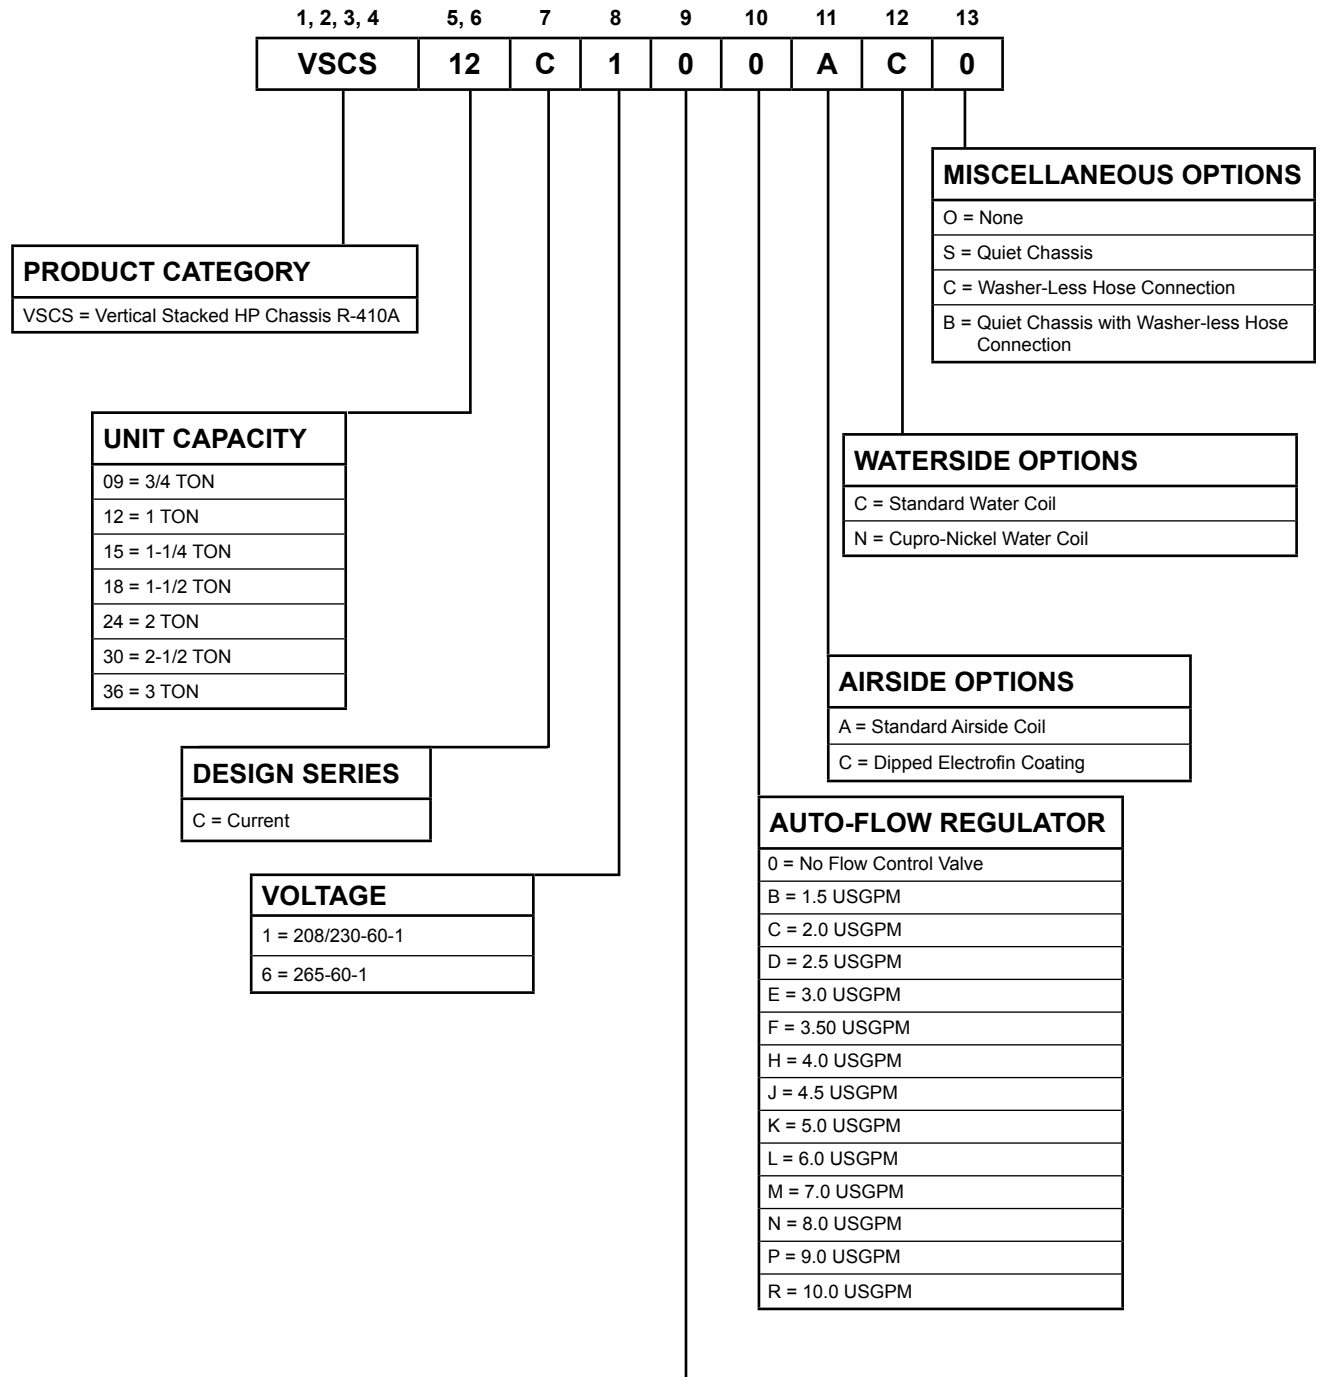 1, 2, 3, 4 5, 6 7 8 9 10 11 12 13
VSCS 12 C 1 0 0 A C 0
MISCELLANEOUS OPTIONS
O = None
S = Quiet Chassis
C = Washer-Less Hose Connection
B = Quiet Chassis with Washer-less Hose
Connection
PRODUCT CATEGORY
VSCS = Vertical Stacked HP Chassis R-410A
UNIT CAPACITY
09 = 3/4 TON
12 = 1 TON
15 = 1-1/4 TON
18 = 1-1/2 TON
24 = 2 TON
30 = 2-1/2 TON
36 = 3 TON
WATERSIDE OPTIONS
C = Standard Water Coil
N = Cupro-Nickel Water Coil
AIRSIDE OPTIONS
A = Standard Airside Coil
C = Dipped Electrofin Coating
DESIGN SERIES
C = Current
AUTO-FLOW REGULATOR
0 = No Flow Control Valve
B = 1.5 USGPM
C = 2.0 USGPM
D = 2.5 USGPM
E = 3.0 USGPM
F = 3.50 USGPM
H = 4.0 USGPM
J = 4.5 USGPM
K = 5.0 USGPM
L = 6.0 USGPM
M = 7.0 USGPM
N = 8.0 USGPM
P = 9.0 USGPM
R = 10.0 USGPM
VOLTAGE
1 = 208/230-60-1
6 = 265-60-1